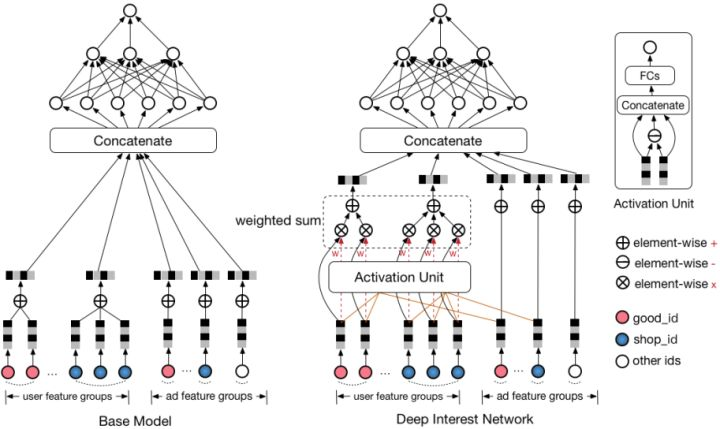 Concatenate
... ...
user feature groups
ad feature groups
Base Model
Concatenate
weighted sum
w w w w w
Activation Unit
... ...
user feature groups
ad feature groups
Deep Interest Network
FCs
Concatenate
Activation Unit
element-wise +
element-wise -
element-wise x
good_id
shop_id
other ids